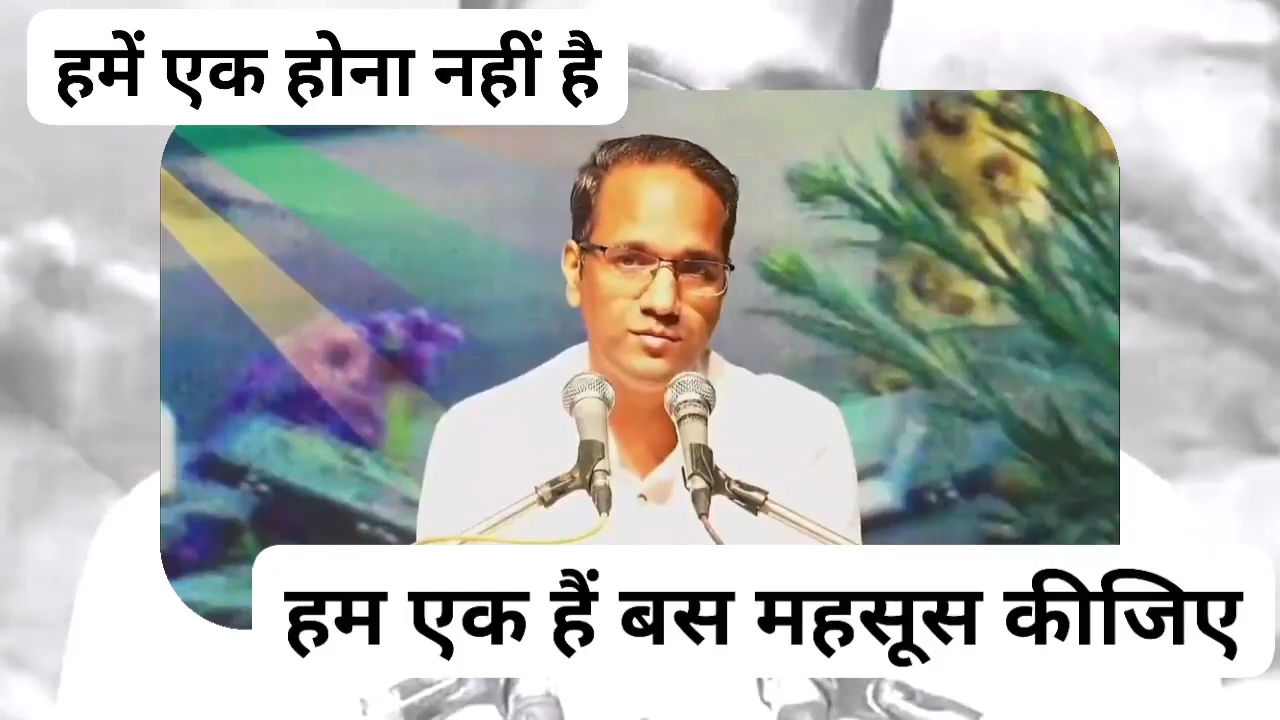 हमें एक होना नहीं है
हम एक हैं बस महसूस कीजिए